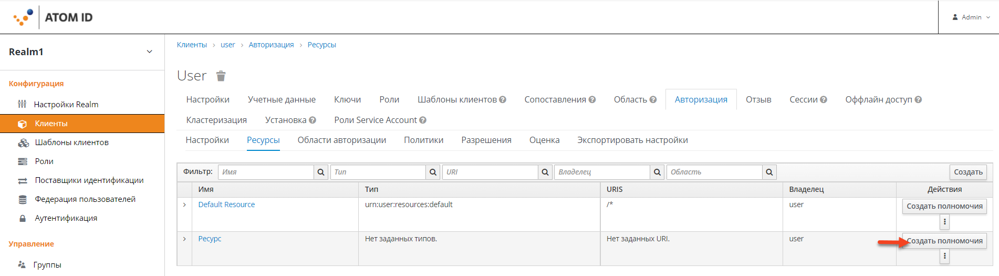 ATOM ID
Admin
Realm1
Клиенты > user > Авторизация > Ресурсы
User
Конфигурация
Настройки Realm
Клиенты
Шаблоны клиентов
Роли
Поставщики идентификации
Федерация пользователей
Аутентификация
Управление
Группы
Настройки Учетные данные Ключи Роли Шаблоны клиентов Сопоставления Область Авторизация Отзыв Сессии Оффлайн доступ
Кластеризация Установка Роли Service Account
Настройки Ресурсы Области авторизации Политики Разрешения Оценка Экспортировать настройки
Фильтр: Имя Тип URI Владелец Область Создать
Имя Тип URIS Владелец Действия
Default Resource urn:user:resources:default /* user Создать полномочия
Ресурс Нет заданных типов. Нет заданных URI. user Создать полномочия